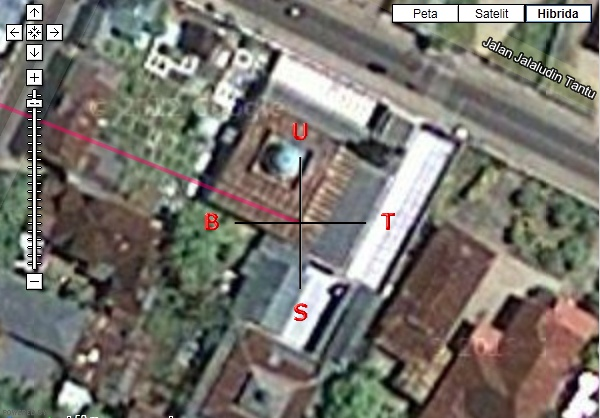 Peta
Satelit
Hibrida
Jalan Jalaludin Tantu
U
B
T
S